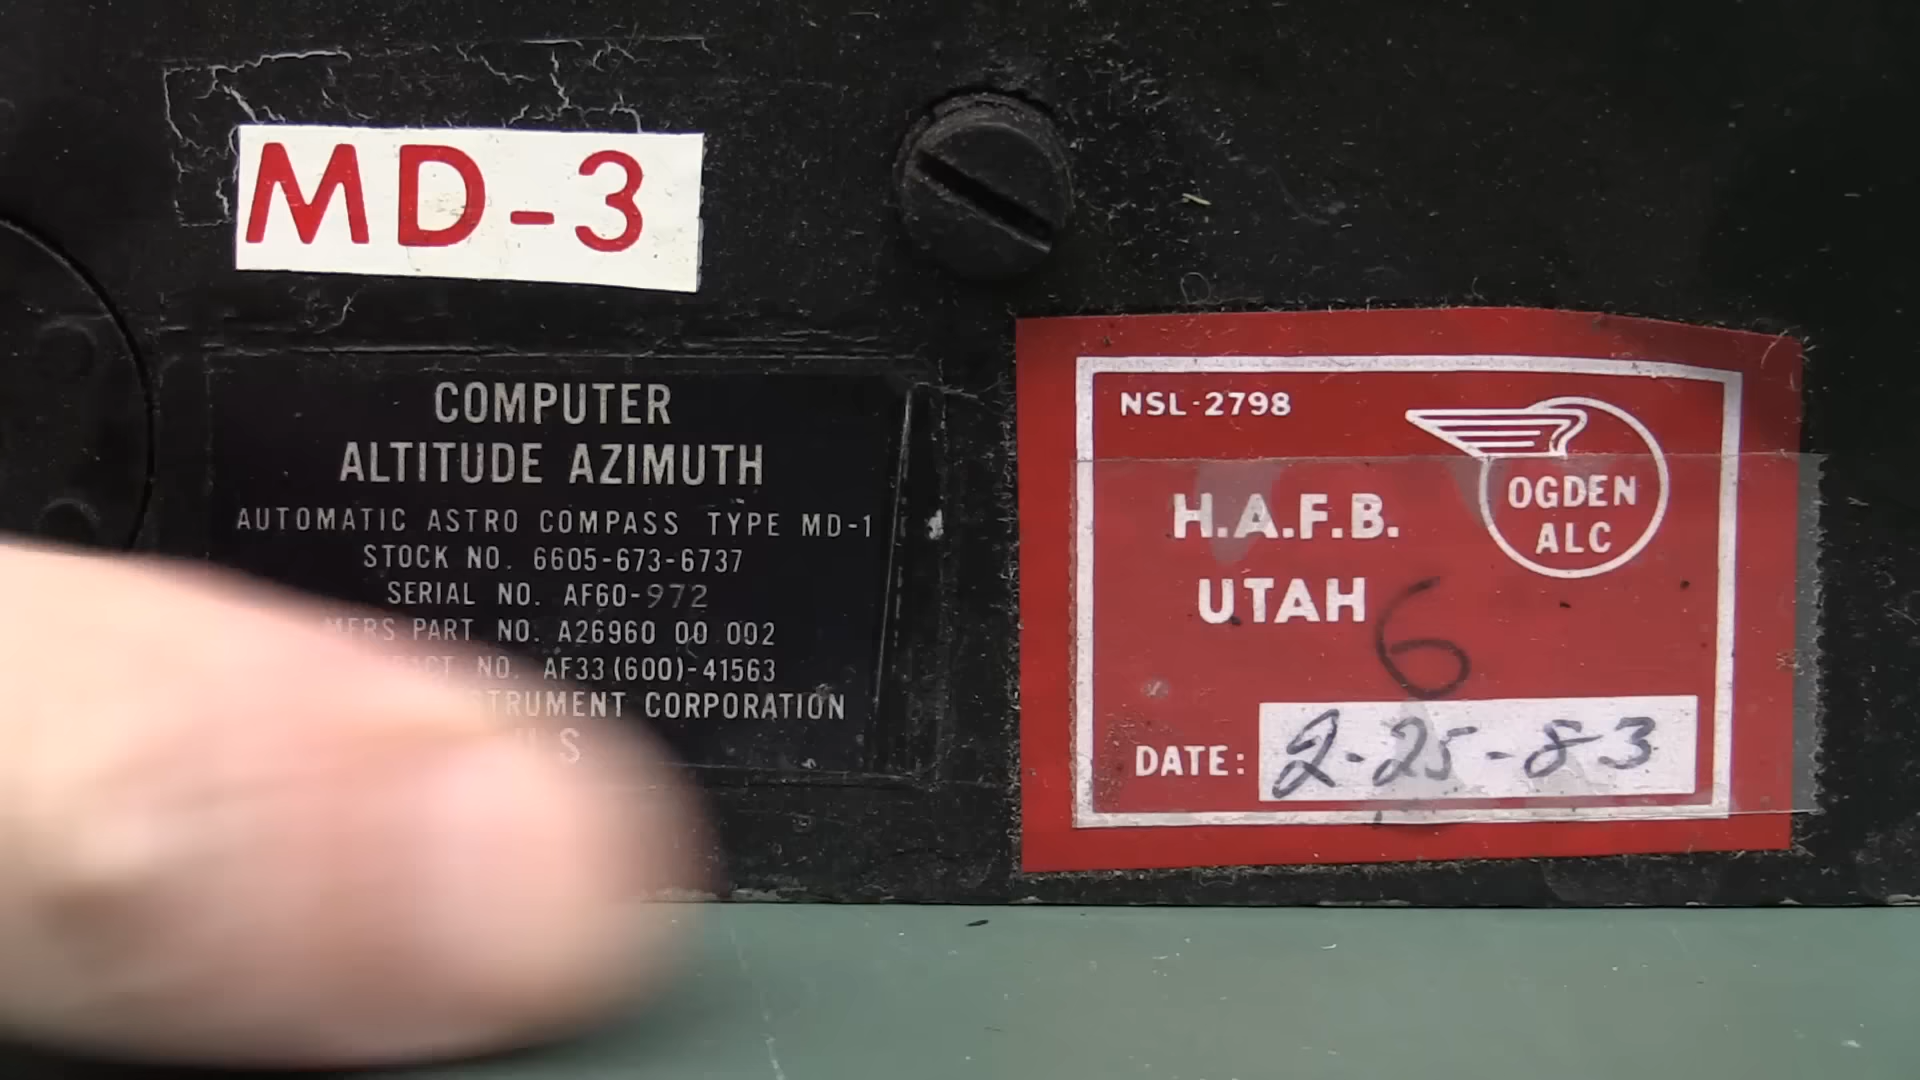 MD-3
COMPUTER
ALTITUDE AZIMUTH
AUTOMATIC ASTRO COMPASS TYPE MD-1
STOCK NO. 6605-673-6737
SERIAL NO. AF60-972
PART NO. A26960 00 002
NO. AF33(600)-41563
CORPORATION
NSL-2798
OGDEN
ALC
H.A.F.B.
UTAH
6
DATE: 2-25-83